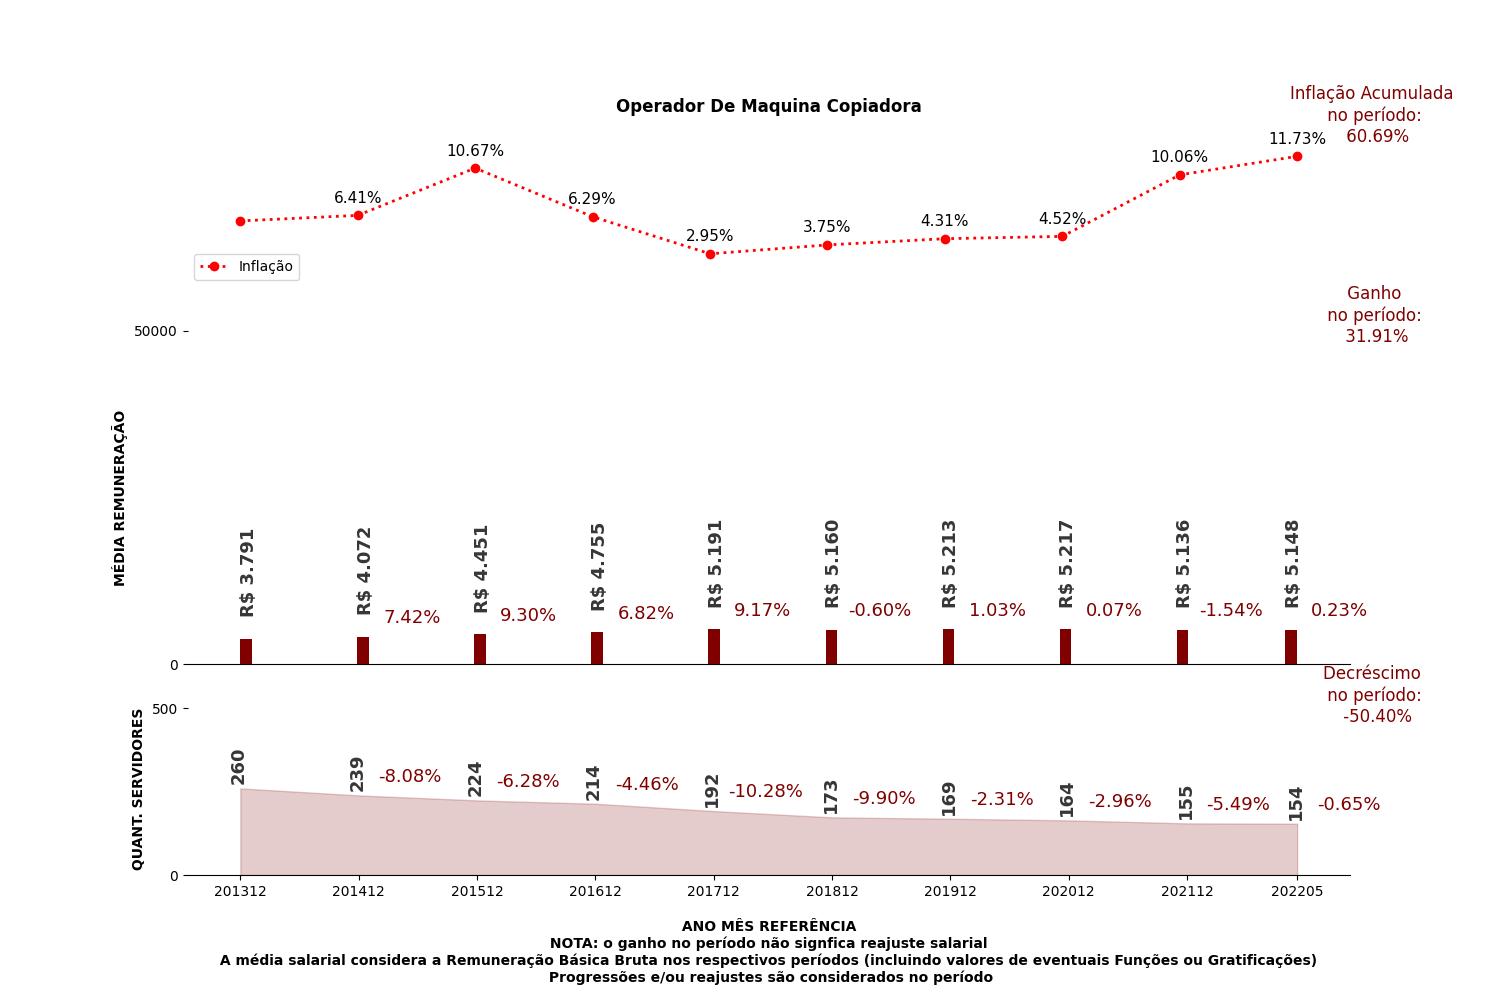 Operador De Maquina Copiadora
Inflação Acumulada
no período:
60.69%
6.41%
10.67%
6.29%
2.95%
3.75%
4.31%
4.52%
10.06%
11.73%
Inflação
Ganho
no período:
31.91%
50000
0
MÉDIA REMUNERAÇÃO
R$ 3.791
R$ 4.072
R$ 4.451
R$ 4.755
R$ 5.191
R$ 5.160
R$ 5.213
R$ 5.217
R$ 5.136
R$ 5.148
7.42%
9.30%
6.82%
9.17%
-0.60%
1.03%
0.07%
-1.54%
0.23%
Decréscimo
no período:
-50.40%
500
0
QUANT. SERVIDORES
260
239
224
214
192
173
169
164
155
154
-8.08%
-6.28%
-4.46%
-10.28%
-9.90%
-2.31%
-2.96%
-5.49%
-0.65%
201312
201412
201512
201612
201712
201812
201912
202012
202112
202205
ANO MÊS REFERÊNCIA
NOTA: o ganho no período não signfica reajuste salarial
A média salarial considera a Remuneração Básica Bruta nos respectivos períodos (incluindo valores de eventuais Funções ou Gratificações)
Progressões e/ou reajustes são considerados no período